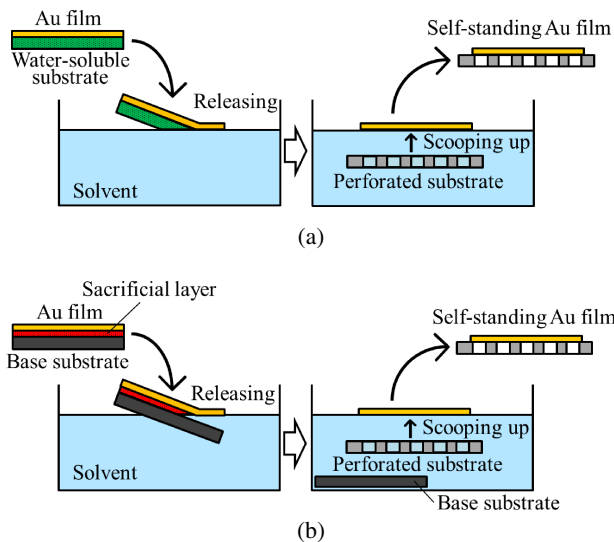 Au film
Water-soluble
substrate
Releasing
Solvent
Self-standing Au film
Scooping up
Perforated substrate
(a)
Sacrificial layer
Au film
Base substrate
Releasing
Solvent
Self-standing Au film
Scooping up
Perforated substrate
Base substrate
(b)